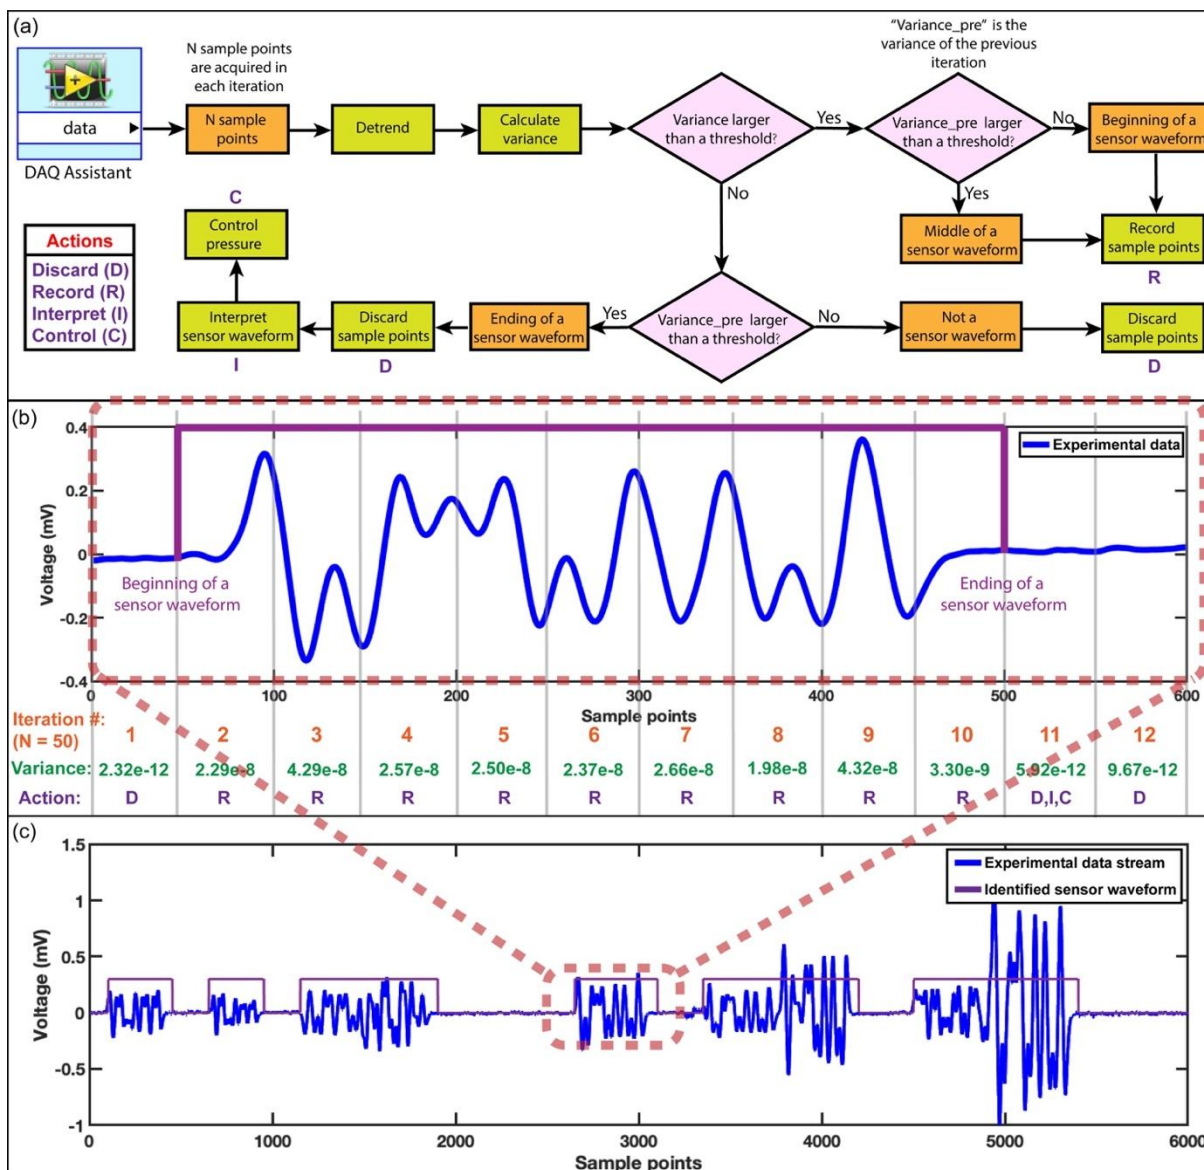 (a)
N sample points
are acquired in
each iteration
“Variance_pre” is the
variance of the previous
iteration
data
DAQ Assistant
N sample
points
Detrend
Calculate
variance
Variance larger
than a threshold?
Yes
Variance_pre larger
than a threshold?
No
Beginning of a
sensor waveform
No
Yes
C
Control
pressure
Middle of a
sensor waveform
Record
sample points
R
Actions
Discard (D)
Record (R)
Interpret (I)
Control (C)
Interpret
sensor waveform
I
Discard
sample points
D
Ending of a
sensor waveform
Yes
Variance_pre larger
than a threshold?
No
Not a
sensor waveform
Discard
sample points
D
(b)
Experimental data
Voltage (mV)
0.4
0.2
0
-0.2
-0.4
Beginning of a
sensor waveform
Ending of a
sensor waveform
0 100 200 300 400 500 600
Sample points
Iteration #:
(N = 50) 1 2 3 4 5 6 7 8 9 10 11 12
Variance: 2.32e-12 2.29e-8 4.29e-8 2.57e-8 2.50e-8 2.37e-8 2.66e-8 1.98e-8 4.32e-8 3.30e-9 5.92e-12 9.67e-12
Action: D R R R R R R R R R D,I,C D
(c)
Experimental data stream
Identified sensor waveform
Voltage (mV)
1.5
1
0.5
0
-0.5
-1
0 1000 2000 3000 4000 5000 6000
Sample points